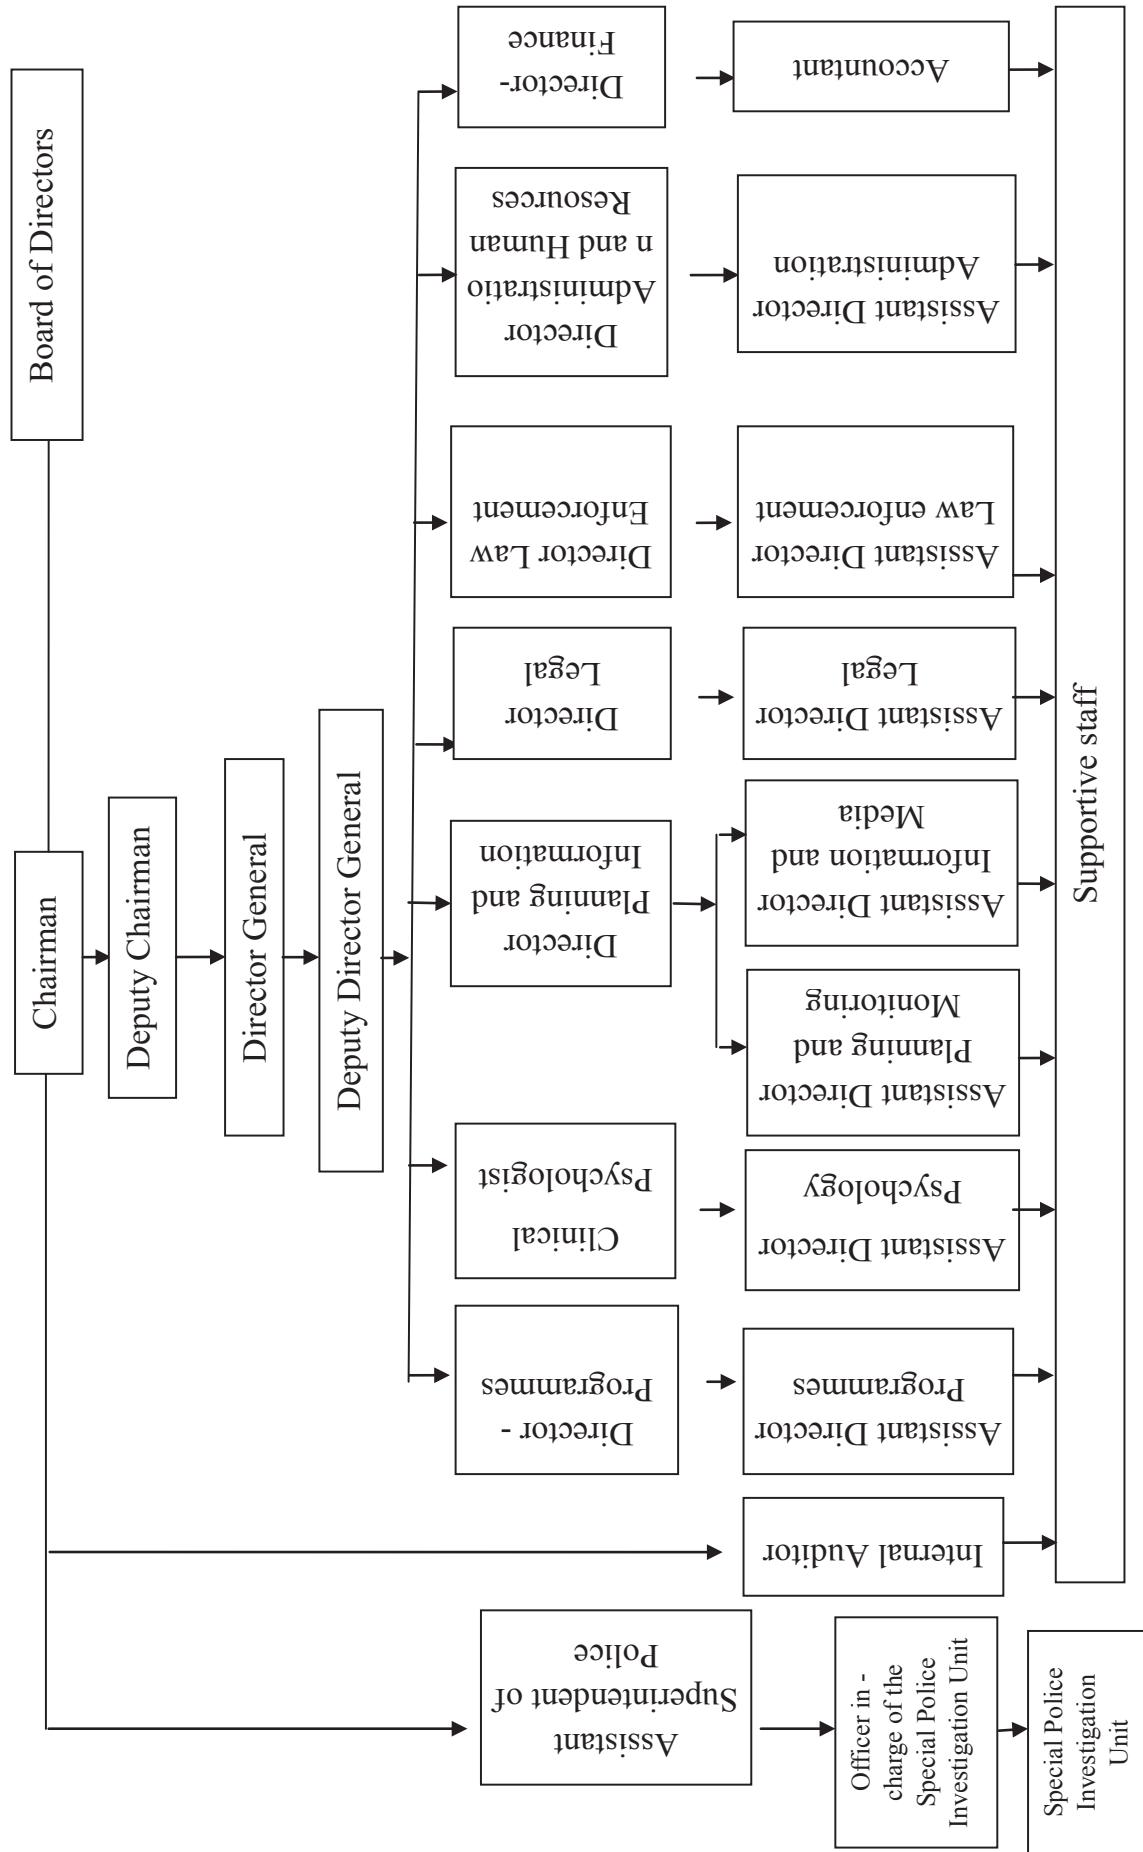 Board of Directors
Chairman
Deputy Chairman
Director General
Deputy Director General
Assistant
Superintendent of
Police
Officer in -
charge of the
Special Police
Investigation Unit
Special Police
Investigation
Unit
Internal Auditor
Director -
Programmes
Assistant Director
Programmes
Clinical
Psychologist
Assistant Director
Psychology
Director
Planning and
Information
Assistant Director
Planning and
Monitoring
Assistant Director
Information and
Media
Director
Legal
Assistant Director
Legal
Director Law
Enforcement
Assistant Director
Law enforcement
Director
Administratio
n and Human
Resources
Assistant Director
Administration
Director-
Finance
Accountant
Supportive staff